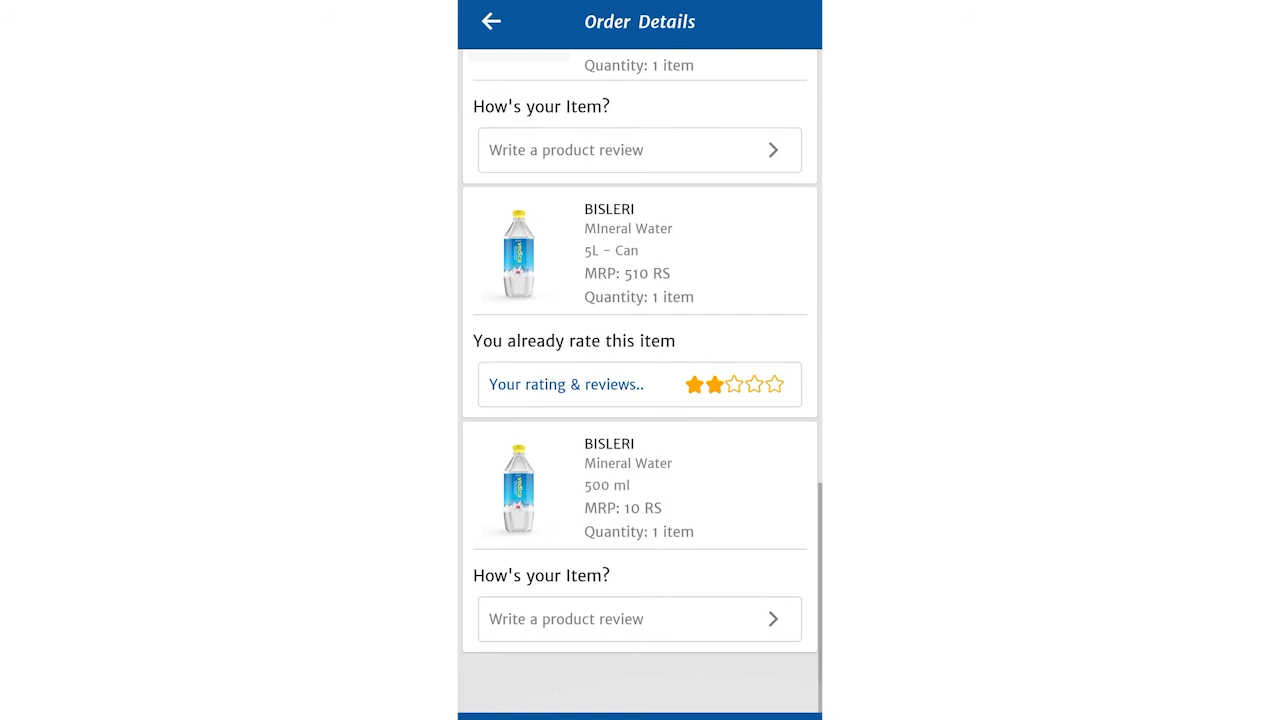 Order Details
Quantity: 1 item
How's your Item?
Write a product review
BISLERI
MIneral Water
5L - Can
MRP: 510 RS
Quantity: 1 item
vedica
You already rate this item
Your rating & reviews..
BISLERI
Mineral Water
500 ml
MRP: 10 RS
Quantity: 1 item
vedica
How's your Item?
Write a product review